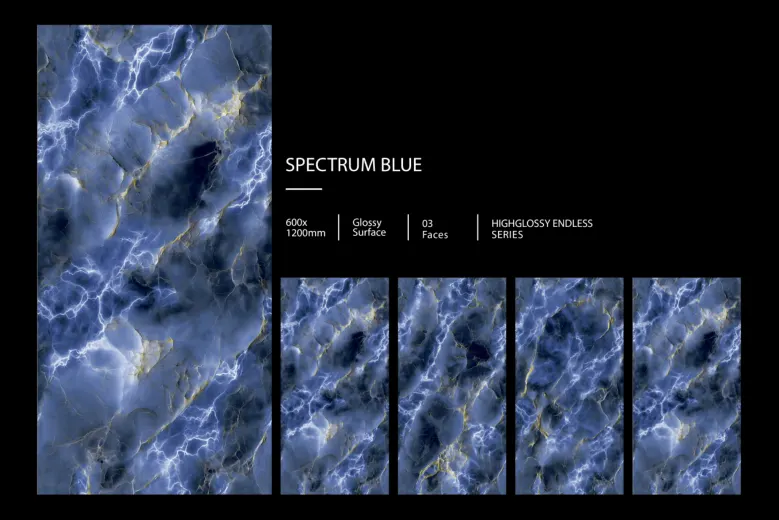 SPECTRUM BLUE
600x
1200mm
Glossy
Surface
03
Faces
HIGHGLOSSY ENDLESS
SERIES